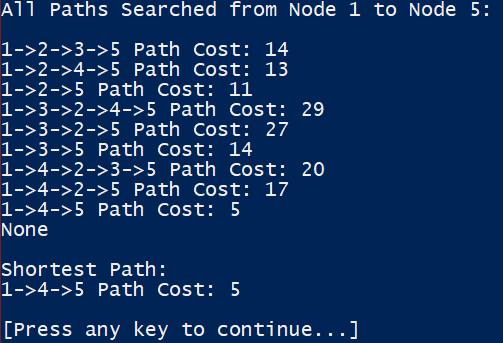 All Paths Searched from Node 1 to Node 5:
1->2->3->5 Path Cost: 14
1->2->4->5 Path Cost: 13
1->2->5 Path Cost: 11
1->3->2->4->5 Path Cost: 29
1->3->2->5 Path Cost: 27
1->3->5 Path Cost: 14
1->4->2->3->5 Path Cost: 20
1->4->2->5 Path Cost: 17
1->4->5 Path Cost: 5
None
Shortest Path:
1->4->5 Path Cost: 5
[Press any key to continue...]